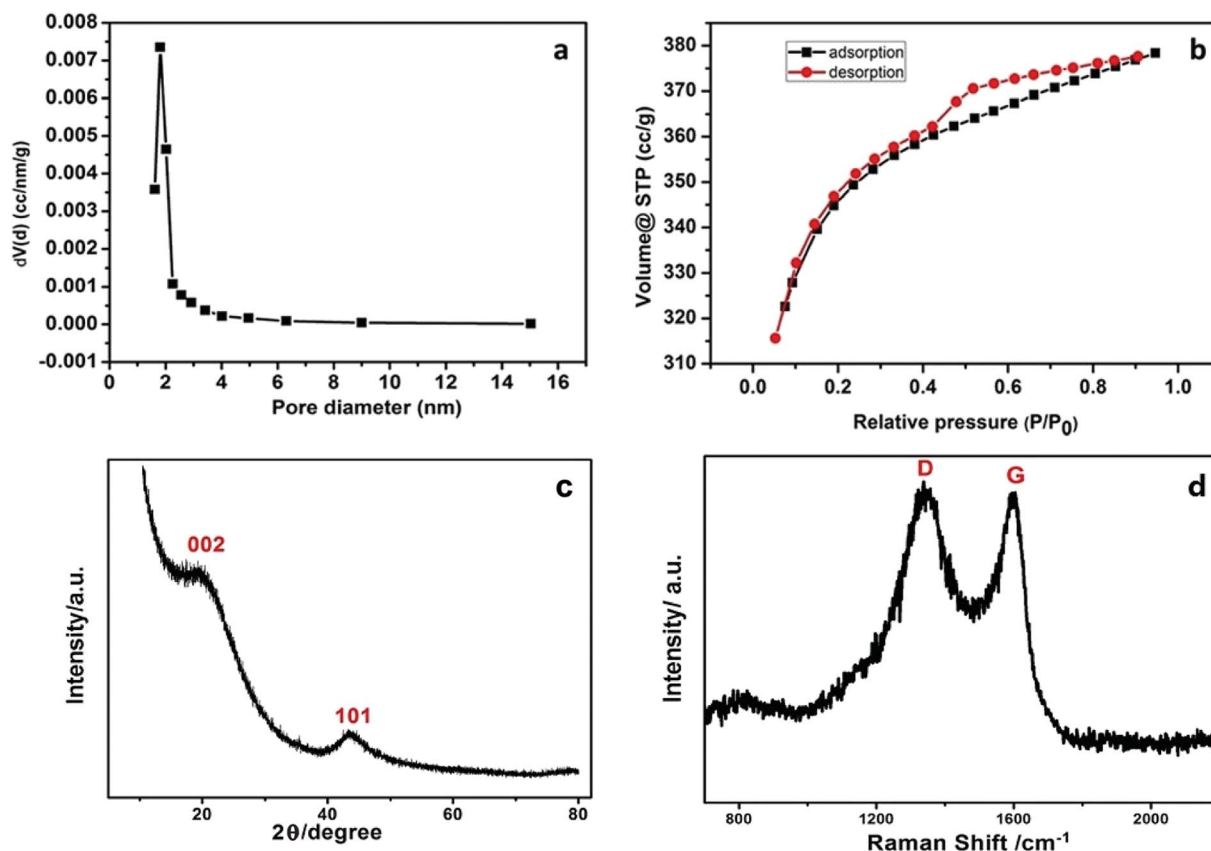 a
0.008
0.007
0.006
0.005
0.004
0.003
0.002
0.001
0.000
-0.001
dV(d) (cc/nm/g)
0 2 4 6 8 10 12 14 16
Pore diameter (nm)
b
adsorption
desorption
380
370
360
350
340
330
320
310
Volume@ STP (cc/g)
0.0 0.2 0.4 0.6 0.8 1.0
Relative pressure (P/P0)
c
002
101
Intensity/a.u.
20 40 60 80
2θ/degree
d
D G
Intensity/ a.u.
800 1200 1600 2000
Raman Shift /cm-1